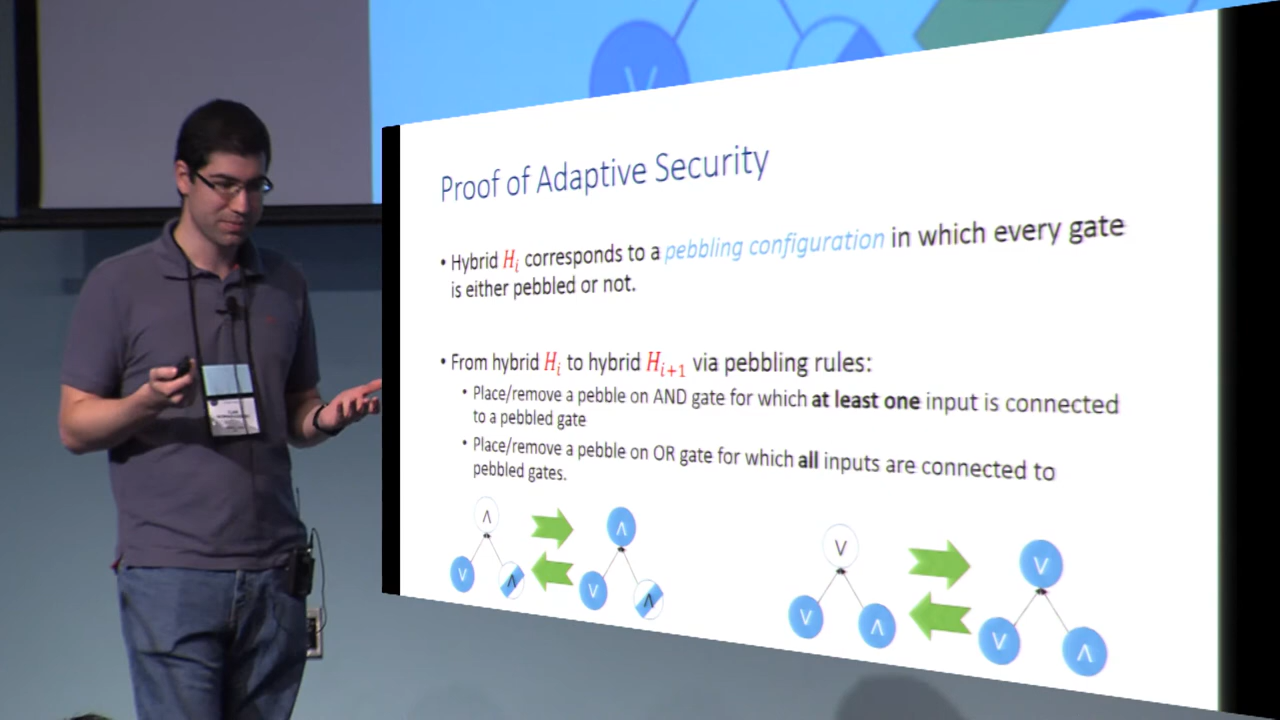 Proof of Adaptive Security
• Hybrid H_i corresponds to a pebbling configuration in which every gate
is either pebbled or not.
• From hybrid H_i to hybrid H_{i+1} via pebbling rules:
• Place/remove a pebble on AND gate for which at least one input is connected
to a pebbled gate
• Place/remove a pebble on OR gate for which all inputs are connected to
pebbled gates.
∧ ∧ ∨ ∨
∨ ∧ ∨ ∧ ∨ ∧ ∨ ∧